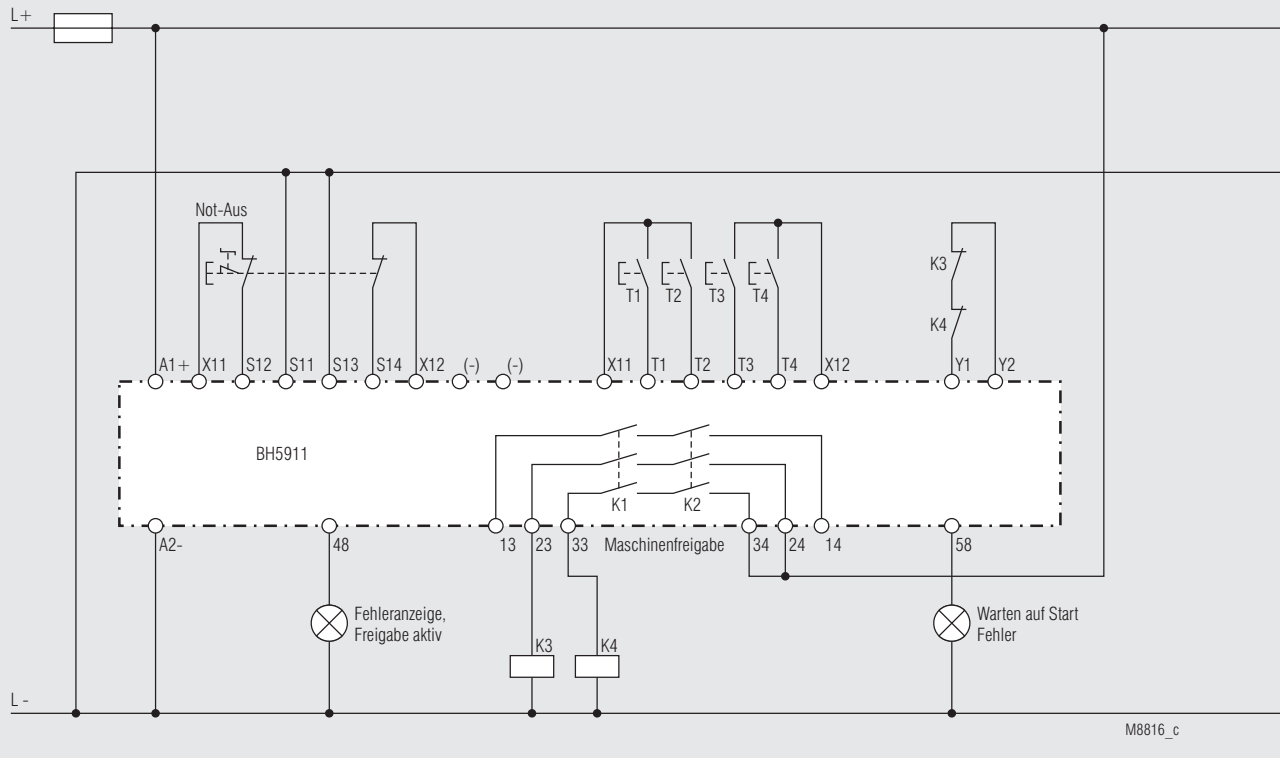 L+
Not-Aus
K3
T1 T2 T3 T4
K4
A1+ X11 S12 S11 S13 S14 X12 (-) (-) X11 T1 T2 T3 T4 X12 Y1 Y2
BH5911
K1 K2
A2- 48 13 23 33 Maschinenfreigabe 34 24 14 58
Fehleranzeige,
Freigabe aktiv
Warten auf Start
Fehler
K3 K4
L -
M8816_c